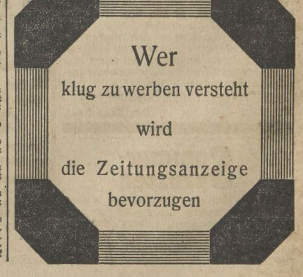 Wer
klug zu werben versteht
wird
die Zeitungsanzeige
bevorzugen